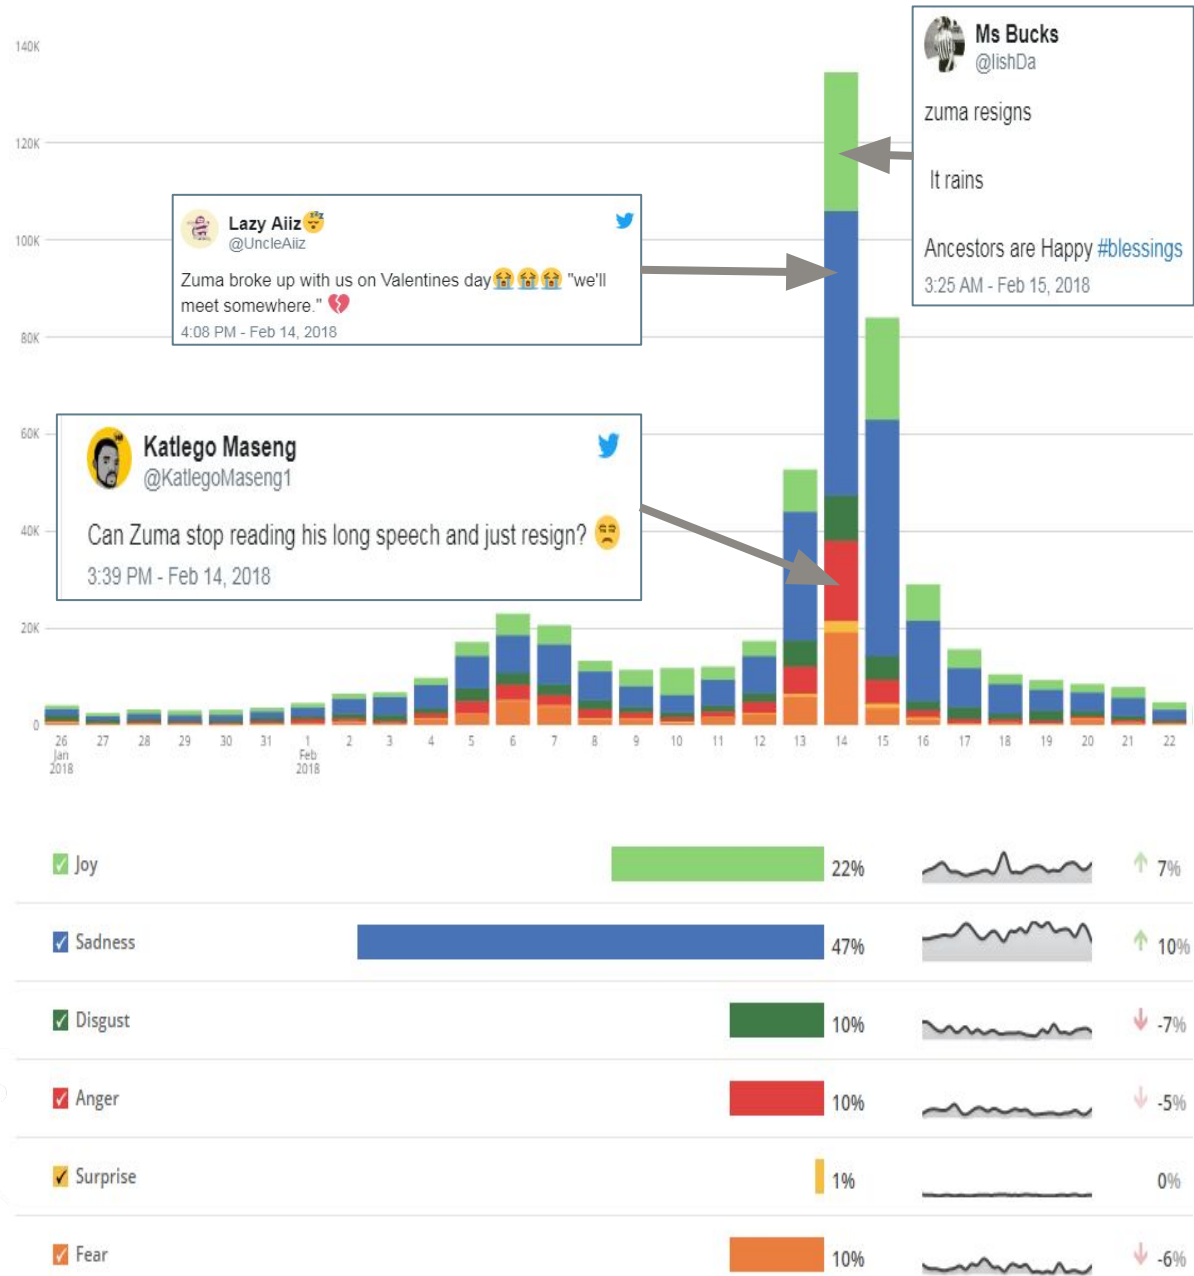 140K
120K
100K
80K
60K
40K
20K
0
Ms Bucks
@lishDa
zuma resigns
It rains
Ancestors are Happy #blessings
3:25 AM - Feb 15, 2018
Lazy Aiiz😴
@UncleAiiz
Zuma broke up with us on Valentines day😭😭😭 "we'll
meet somewhere." 💔
4:08 PM - Feb 14, 2018
Katlego Maseng
@KatlegoMaseng1
Can Zuma stop reading his long speech and just resign? 😒
3:39 PM - Feb 14, 2018
26 27 28 29 30 31 1 2 3 4 5 6 7 8 9 10 11 12 13 14 15 16 17 18 19 20 21 22
Jan Feb
2018 2018
Joy 22% 7%
Sadness 47% 10%
Disgust 10% -7%
Anger 10% -5%
Surprise 1% 0%
Fear 10% -6%